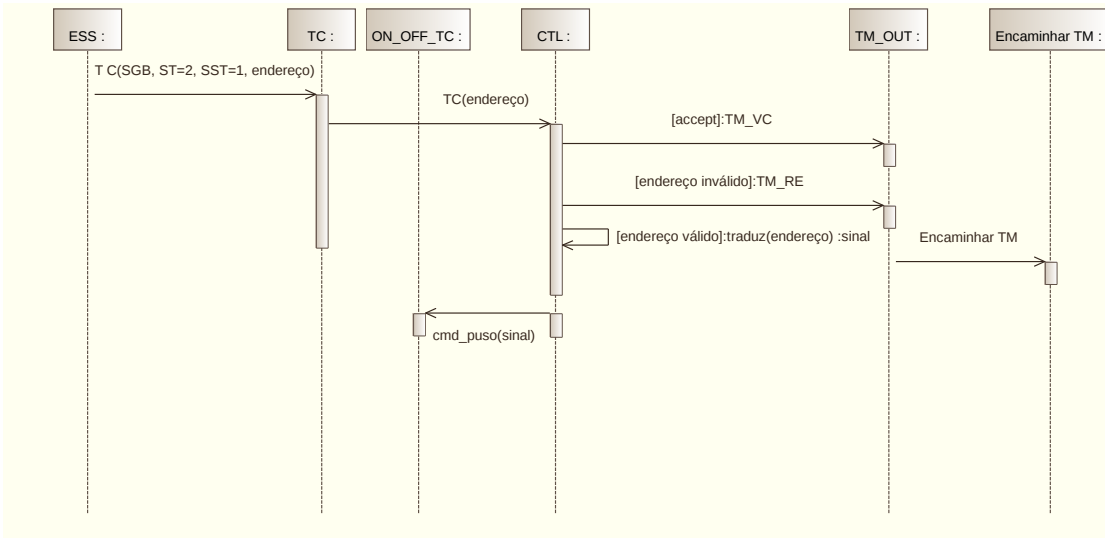 ESS :
TC :
ON_OFF_TC :
CTL :
TM_OUT :
Encaminhar TM :
T C(SGB, ST=2, SST=1, endereço)
TC(endereço)
[accept]:TM_VC
[endereço inválido]:TM_RE
[endereço válido]:traduz(endereço) :sinal
Encaminhar TM
cmd_puso(sinal)